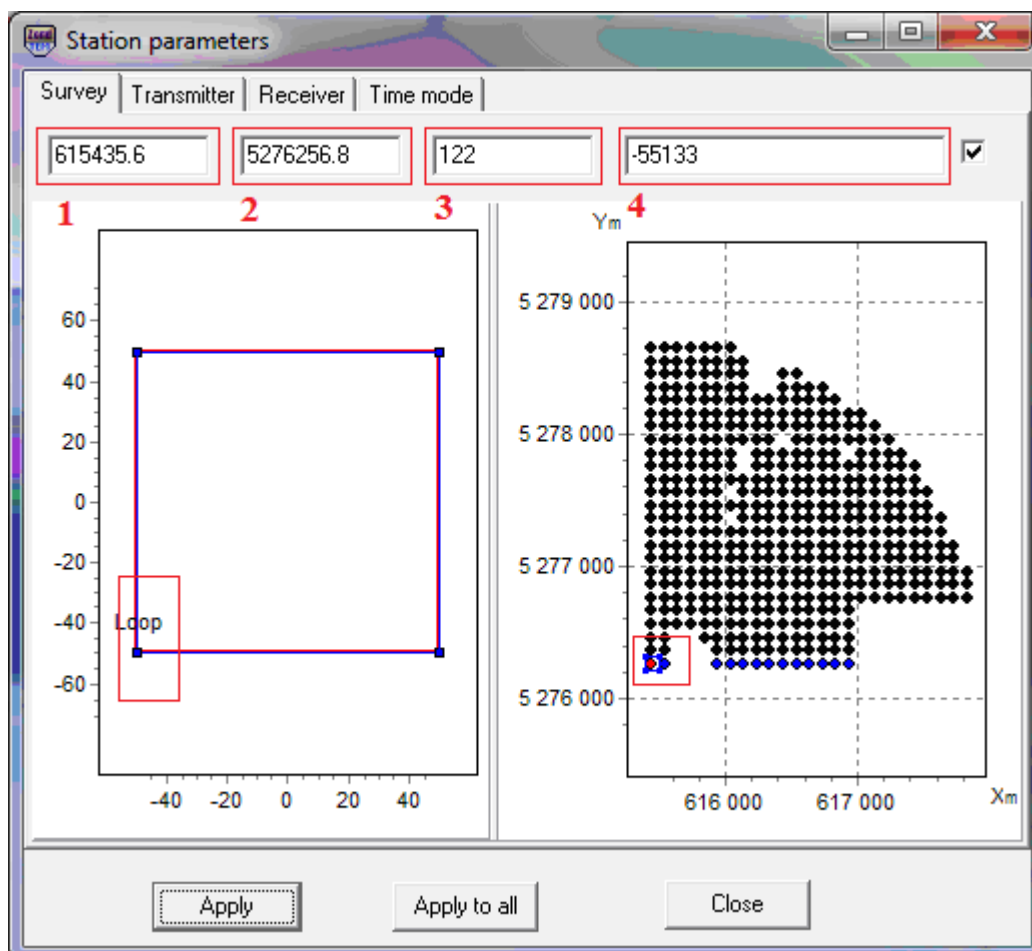 Station parameters
Survey Transmitter Receiver Time mode
615435.6 5276256.8 122 -55133
1 2 3 4
Ym
5 279 000
5 278 000
5 277 000
5 276 000
616 000 617 000 Xm
60
40
20
0
-20
-40
-60
Loop
-40 -20 0 20 40
Apply Apply to all Close